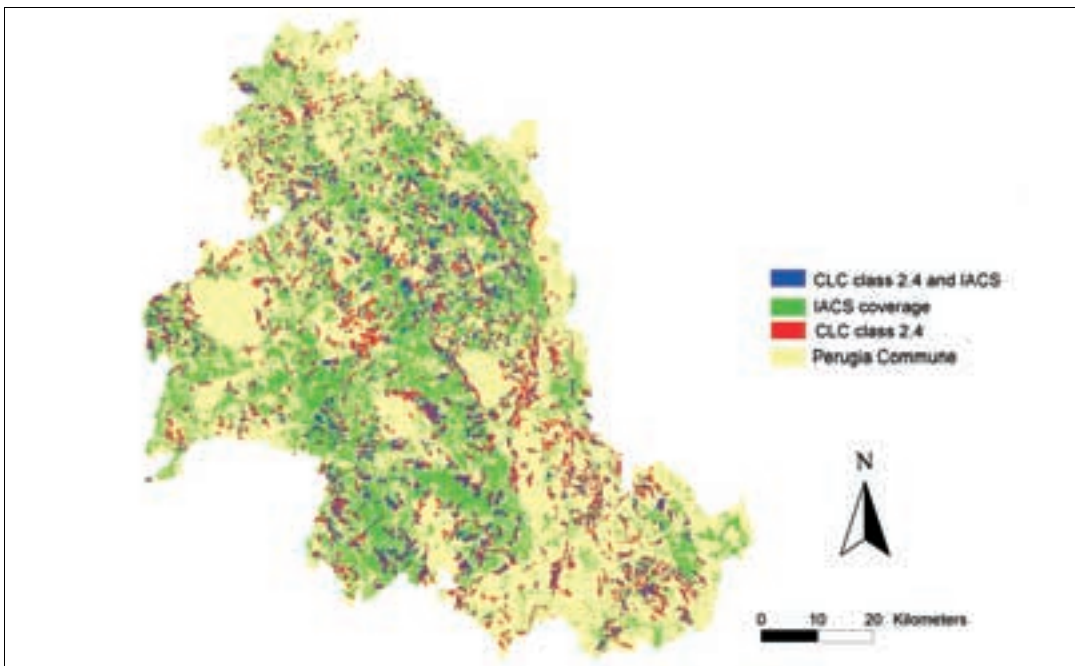 CLC class 2.4 and IACS
IACS coverage
CLC class 2.4
Perugia Commune
N
0 10 20 Kilometers